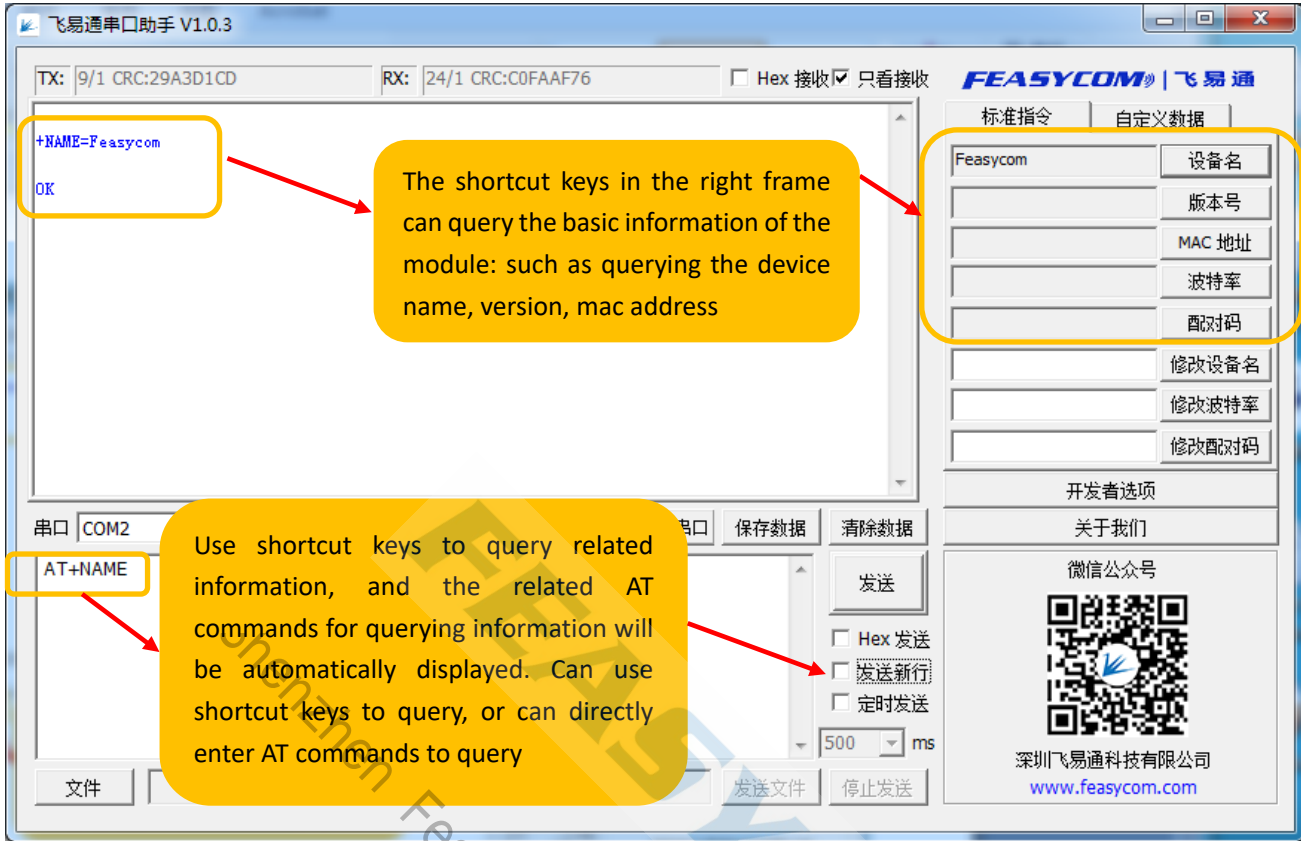 飞易通串口助手 V1.0.3
TX: 9/1 CRC:29A3D1CD RX: 24/1 CRC:C0FAAF76 Hex 接收 只看接收
FEASYCOM | 飞易通
标准指令 自定义数据
+NAME=Feasycom
OK
The shortcut keys in the right frame
can query the basic information of the
module: such as querying the device
name, version, mac address
Feasycom 设备名
版本号
MAC 地址
波特率
配对码
修改设备名
修改波特率
修改配对码
开发者选项
关于我们
串口 COM2 串口 保存数据 清除数据
AT+NAME
Use shortcut keys to query related
information, and the related AT
commands for querying information will
be automatically displayed. Can use
shortcut keys to query, or can directly
enter AT commands to query
发送
Hex 发送
发送新行
定时发送
500 ms
文件 发送文件 停止发送
微信公众号
深圳飞易通科技有限公司
www.feasycom.com